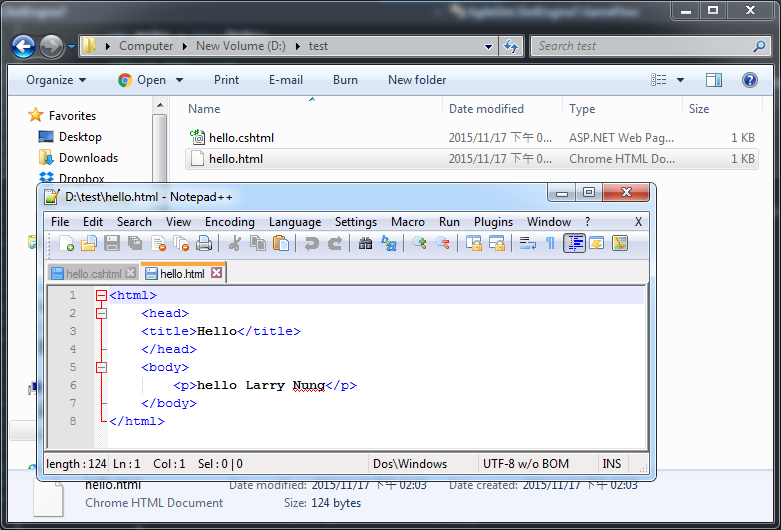 Computer ▸ New Volume (D:) ▸ test
Search test
Organize Open Print E-mail Burn New folder
Favorites
Desktop
Downloads
Dropbox
Name Date modified Type Size
hello.cshtml 2015/11/17 下午 0... ASP.NET Web Pag... 1 KB
hello.html 2015/11/17 下午 0... Chrome HTML Do... 1 KB
D:\test\hello.html - Notepad++
File Edit Search View Encoding Language Settings Macro Run Plugins Window ? X
hello.cshtml hello.html
1 <html>
2 <head>
3 <title>Hello</title>
4 </head>
5 <body>
6 <p>hello Larry Nung</p>
7 </body>
8 </html>
length : 124 Ln : 1 Col : 1 Sel : 0 | 0 Dos\Windows UTF-8 w/o BOM INS
hello.html Date modified: 2015/11/17 下午 02:03 Date created: 2015/11/17 下午 02:03
Chrome HTML Document Size: 124 bytes